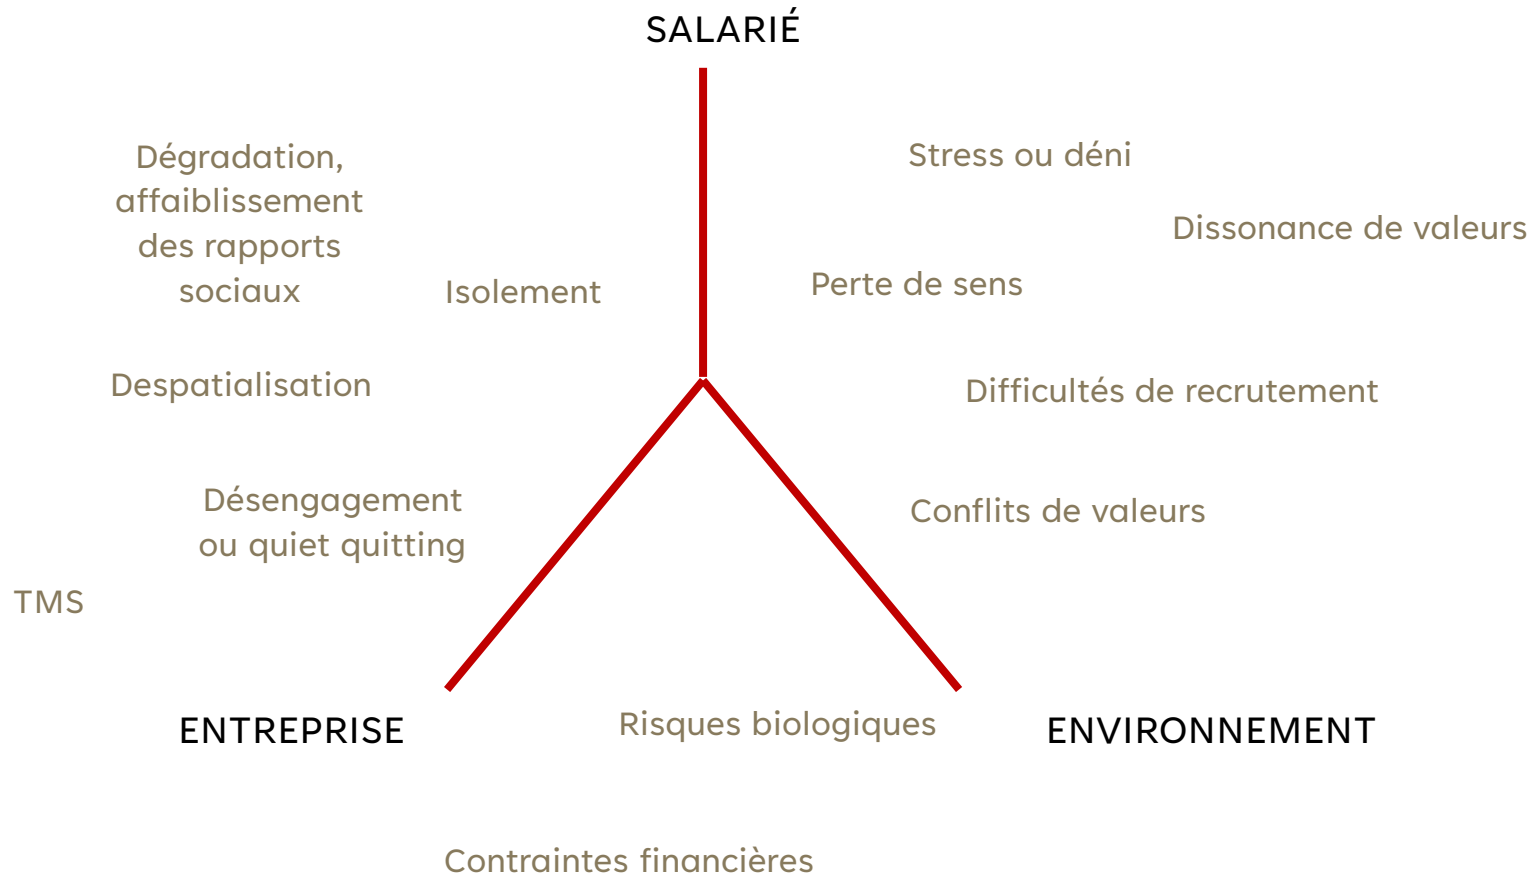 SALARIÉ
Dégradation,
affaiblissement
des rapports
sociaux
Isolement
Stress ou déni
Dissonance de valeurs
Perte de sens
Despatialisation
Difficultés de recrutement
Désengagement
ou quiet quitting
Conflits de valeurs
TMS
ENTREPRISE
Risques biologiques
ENVIRONNEMENT
Contraintes financières